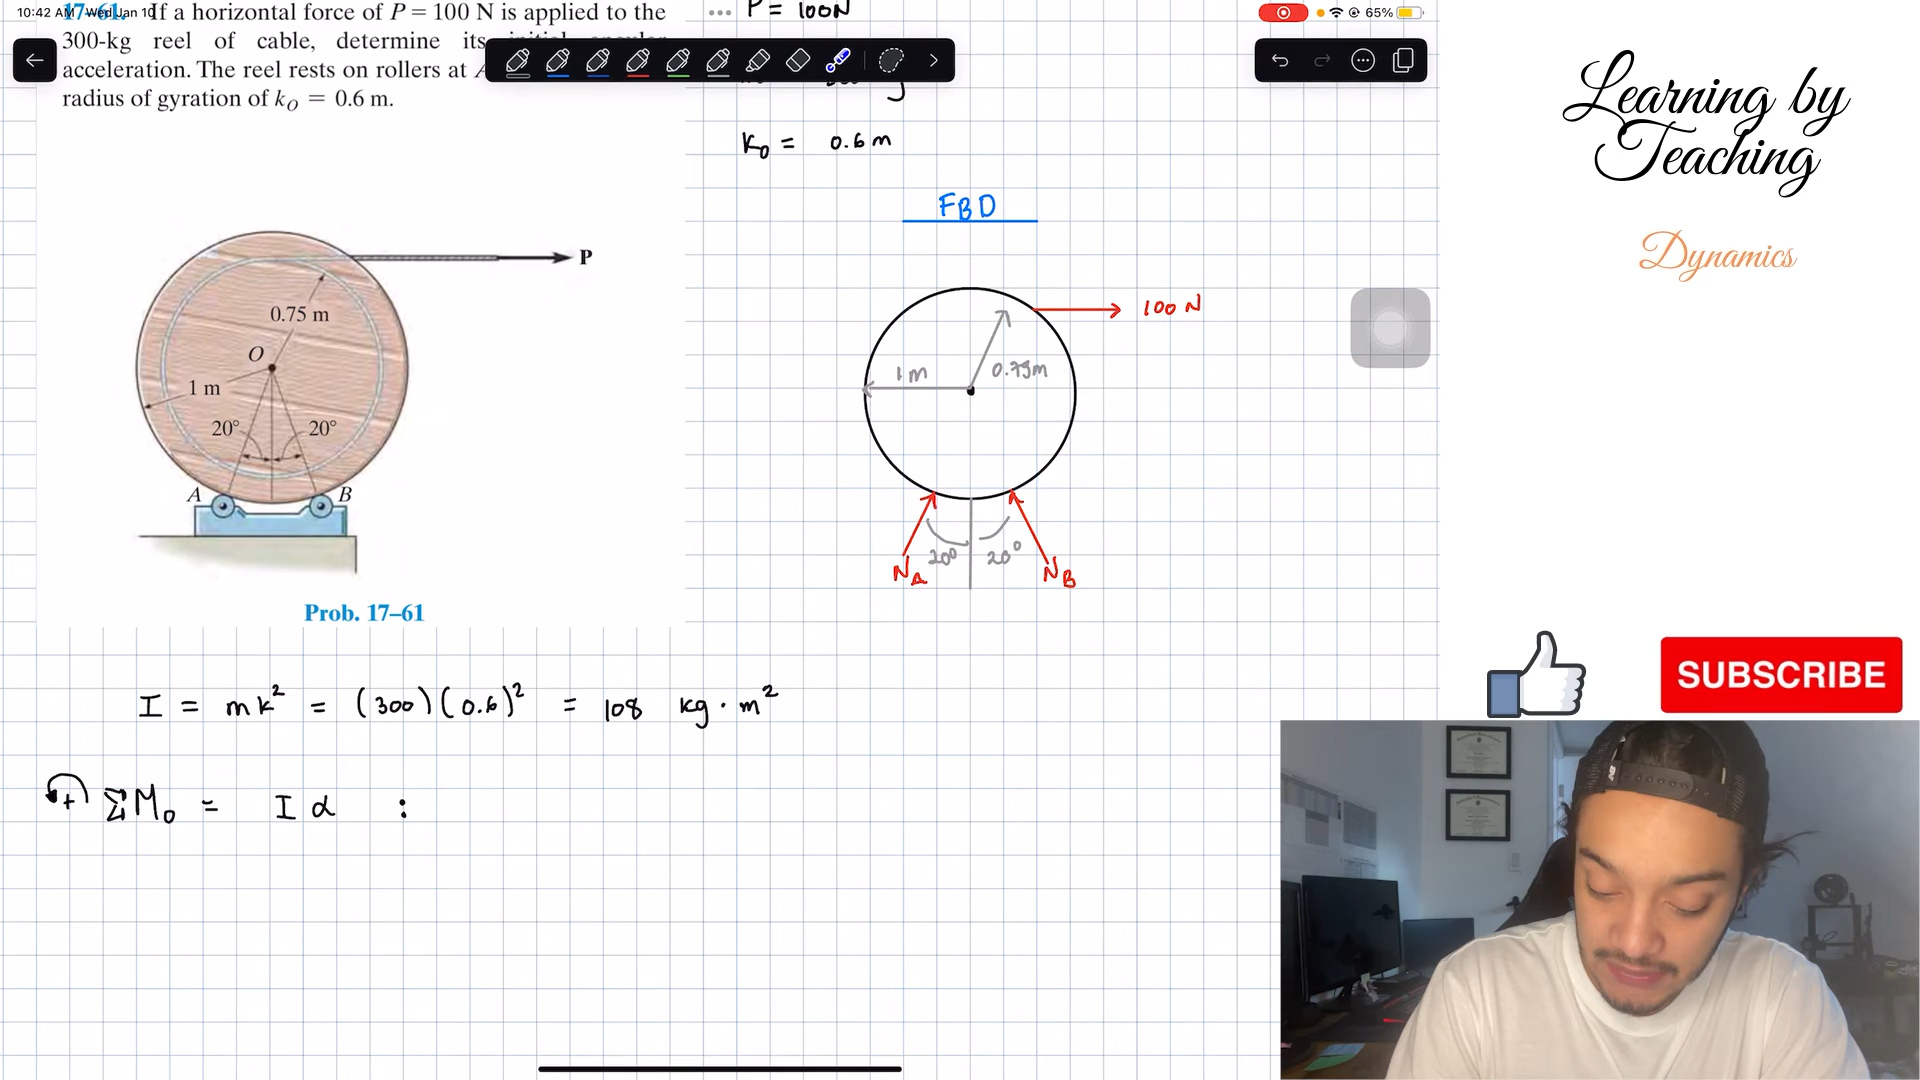 10:42 AM Wed Jan 10
65%
If a horizontal force of P = 100 N is applied to the
300-kg reel of cable, determine its initial angular
acceleration. The reel rests on rollers at A
radius of gyration of kO = 0.6 m.
P = 100N
KO = 0.6 m
FBD
P
0.75 m
O
1 m
20°
20°
A
B
Prob. 17–61
100 N
1 m
0.75m
20°
20°
NA
NB
I = mk² = (300)(0.6)² = 108 kg · m²
+ ΣMO = I α :
Learning by
Teaching
Dynamics
SUBSCRIBE